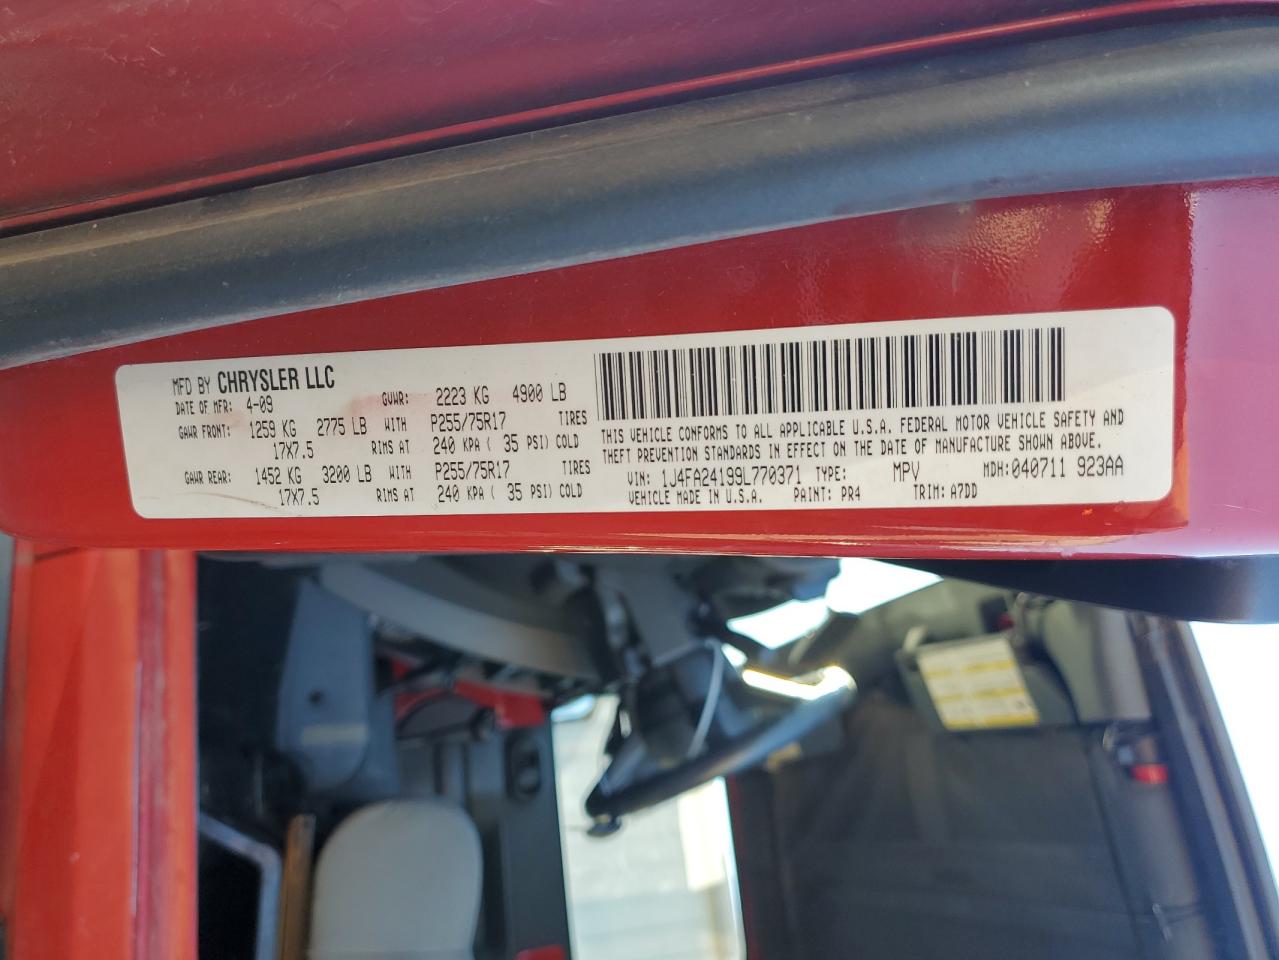 MFD BY CHRYSLER LLC
DATE OF MFR: 4-09 GVWR: 2223 KG 4900 LB
GAWR FRONT: 1259 KG 2775 LB WITH P255/75R17 TIRES
17X7.5 RIMS AT 240 KPA ( 35 PSI) COLD
GAWR REAR: 1452 KG 3200 LB WITH P255/75R17 TIRES
17X7.5 RIMS AT 240 KPA ( 35 PSI) COLD
THIS VEHICLE CONFORMS TO ALL APPLICABLE U.S.A. FEDERAL MOTOR VEHICLE SAFETY AND
THEFT PREVENTION STANDARDS IN EFFECT ON THE DATE OF MANUFACTURE SHOWN ABOVE.
VIN: 1J4FA24199L770371 TYPE: MPV MDH:040711 923AA
VEHICLE MADE IN U.S.A. PAINT: PR4 TRIM: A7DD